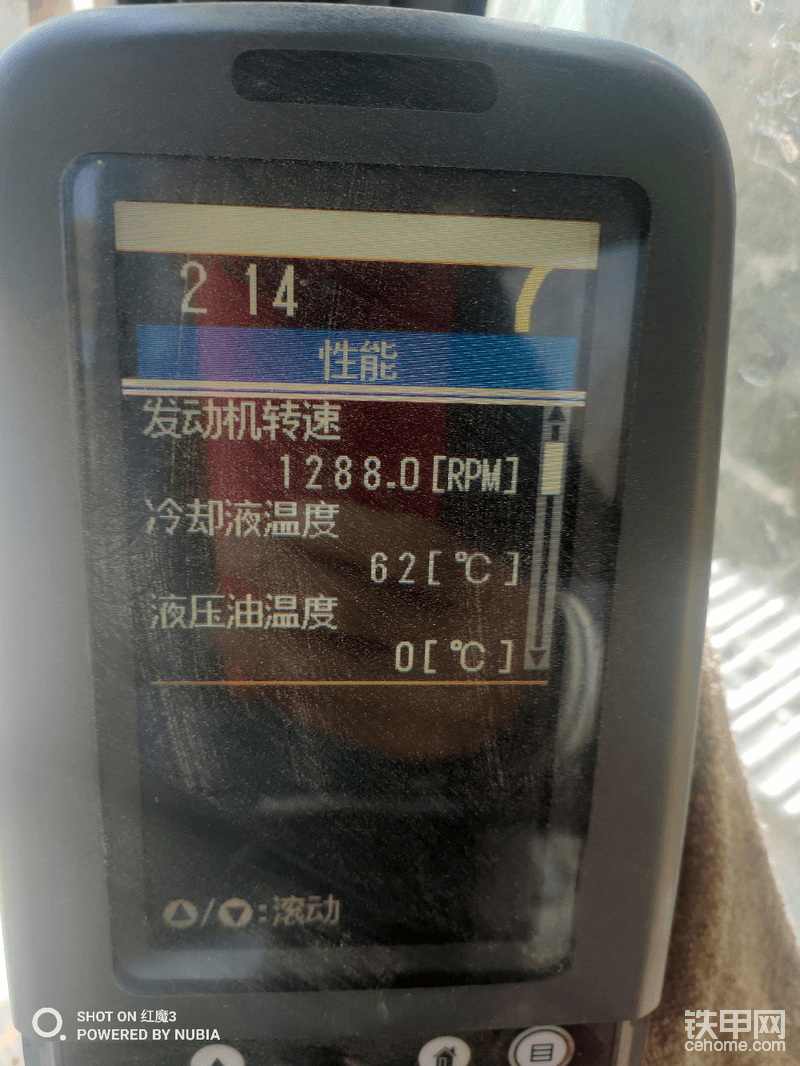 2 14
性能
发动机转速
1288.0[RPM]
冷却液温度
62[℃]
液压油温度
0[℃]
△/▽:滚动
SHOT ON 红魔3
POWERED BY NUBIA
铁甲网
cehome.com